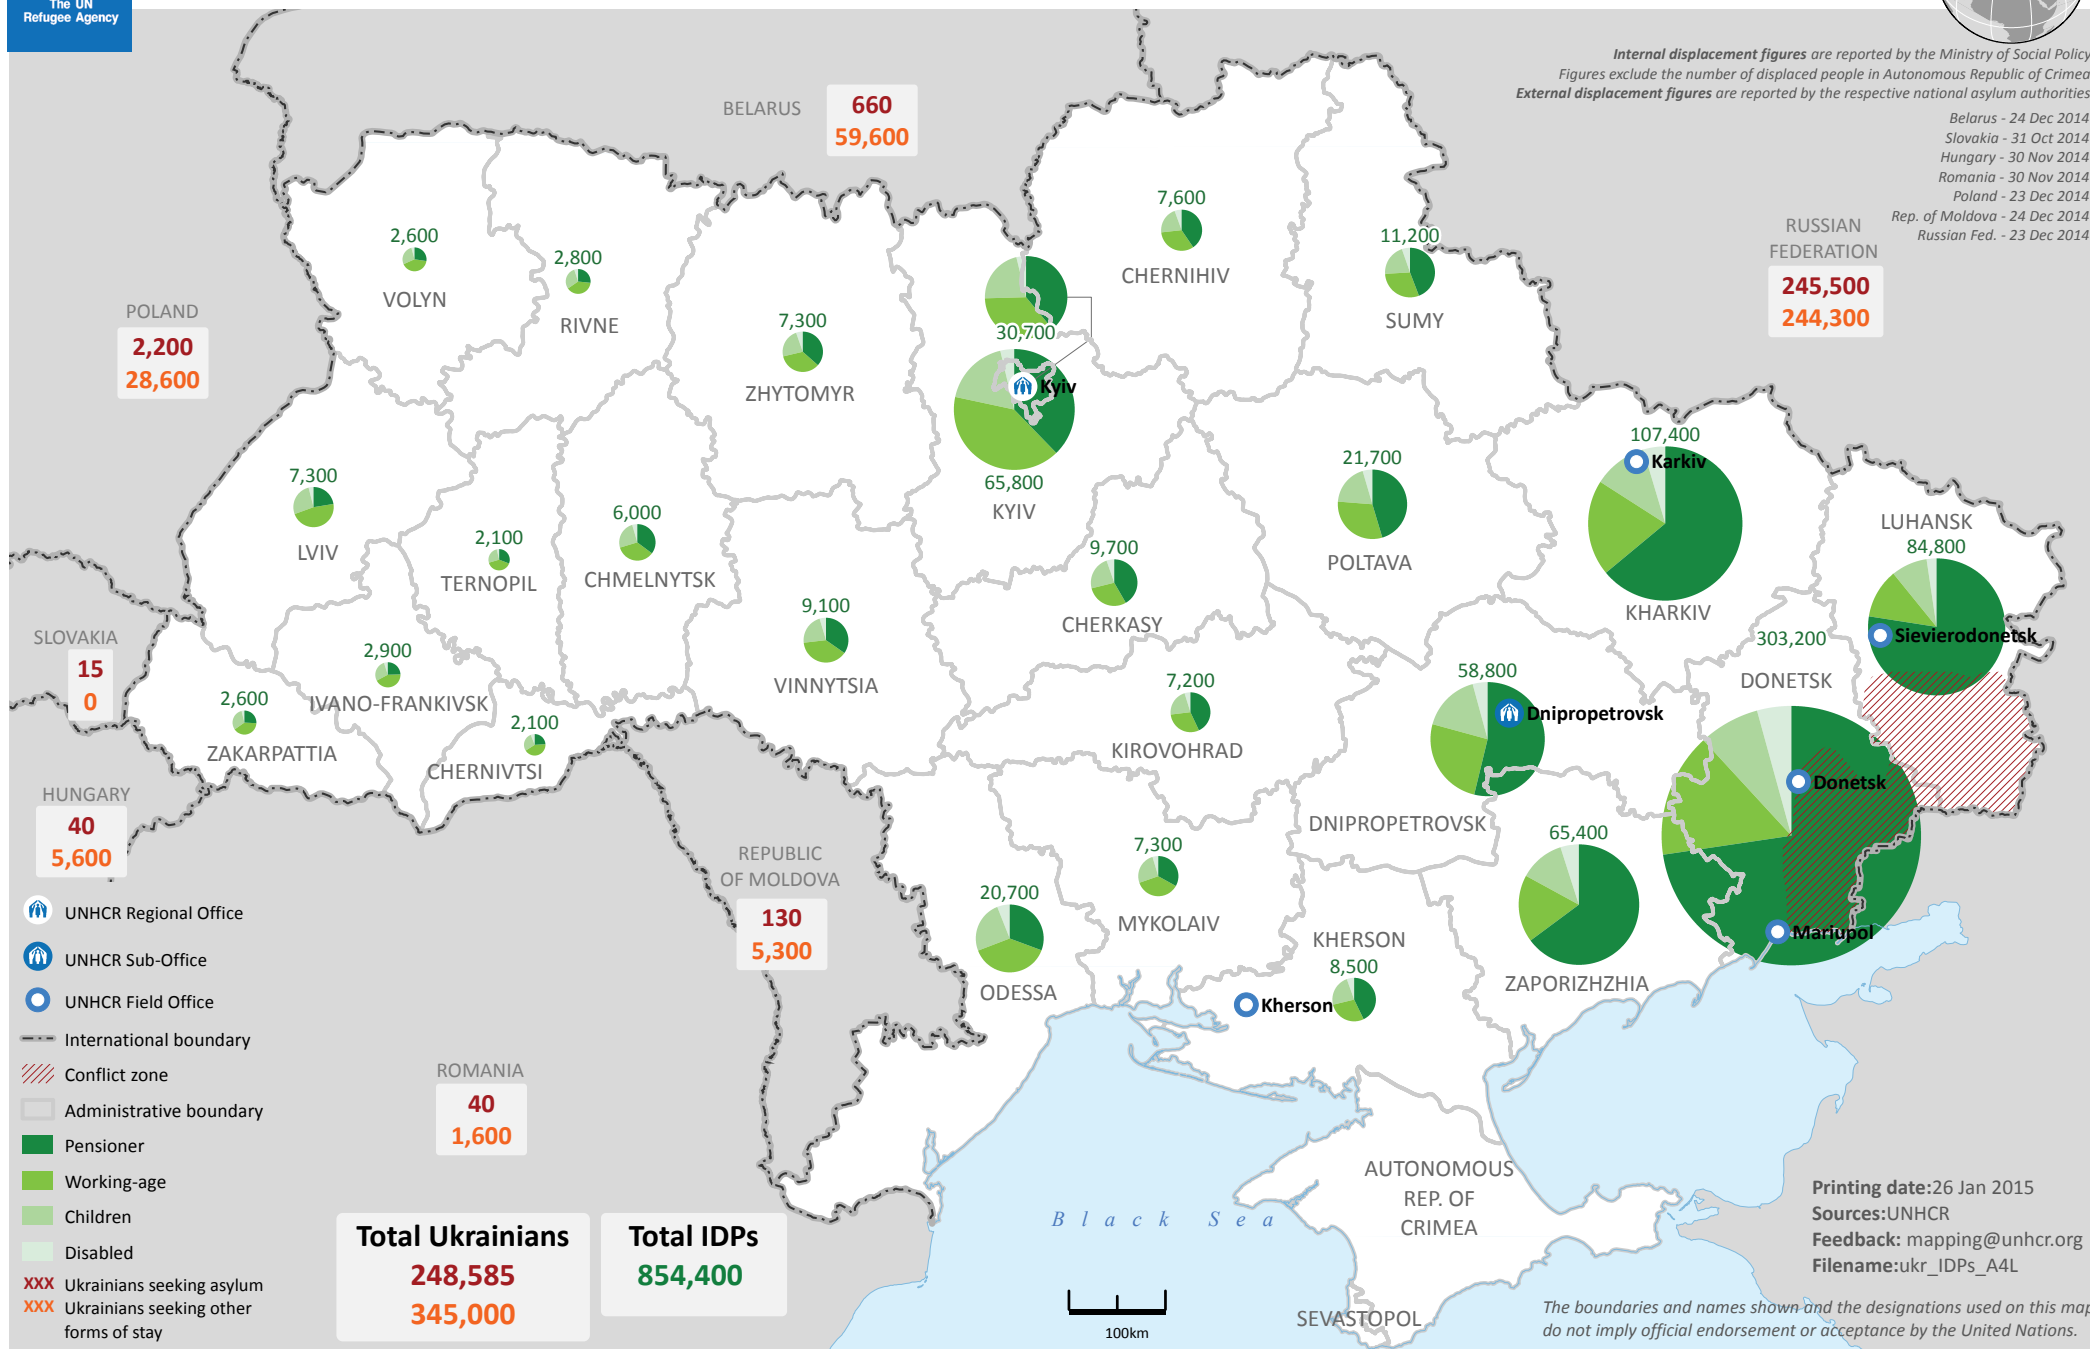 The UN
Refugee Agency
Internal displacement figures are reported by the Ministry of Social Policy
Figures exclude the number of displaced people in Autonomous Republic of Crimea
External displacement figures are reported by the respective national asylum authorities
Belarus - 24 Dec 2014
Slovakia - 31 Oct 2014
Hungary - 30 Nov 2014
Romania - 30 Nov 2014
Poland - 23 Dec 2014
Rep. of Moldova - 24 Dec 2014
Russian Fed. - 23 Dec 2014
BELARUS
660
59,600
RUSSIAN
FEDERATION
245,500
244,300
POLAND
2,200
28,600
2,600
VOLYN
2,800
RIVNE
7,300
ZHYTOMYR
30,700
Kyiv
65,800
KYIV
7,600
CHERNIHIV
11,200
SUMY
7,300
LVIV
2,100
TERNOPIL
6,000
CHMELNYTSK
9,100
VINNYTSIA
9,700
CHERKASY
21,700
POLTAVA
107,400
Karkiv
KHARKIV
LUHANSK
84,800
Sievierodonetsk
SLOVAKIA
15
0
2,600
ZAKARPATTIA
2,900
IVANO-FRANKIVSK
2,100
CHERNIVTSI
7,200
KIROVOHRAD
58,800
Dnipropetrovsk
DNIPROPETROVSK
303,200
DONETSK
Donetsk
Mariupol
HUNGARY
40
5,600
REPUBLIC
OF MOLDOVA
130
5,300
20,700
ODESSA
7,300
MYKOLAIV
KHERSON
8,500
Kherson
65,400
ZAPORIZHZHIA
ROMANIA
40
1,600
UNHCR Regional Office
UNHCR Sub-Office
UNHCR Field Office
International boundary
Conflict zone
Administrative boundary
Pensioner
Working-age
Children
Disabled
XXX Ukrainians seeking asylum
XXX Ukrainians seeking other
forms of stay
Total Ukrainians
248,585
345,000
Total IDPs
854,400
Black Sea
100km
AUTONOMOUS
REP. OF
CRIMEA
SEVASTOPOL
Printing date:26 Jan 2015
Sources:UNHCR
Feedback: mapping@unhcr.org
Filename:ukr_IDPs_A4L
The boundaries and names shown and the designations used on this map
do not imply official endorsement or acceptance by the United Nations.